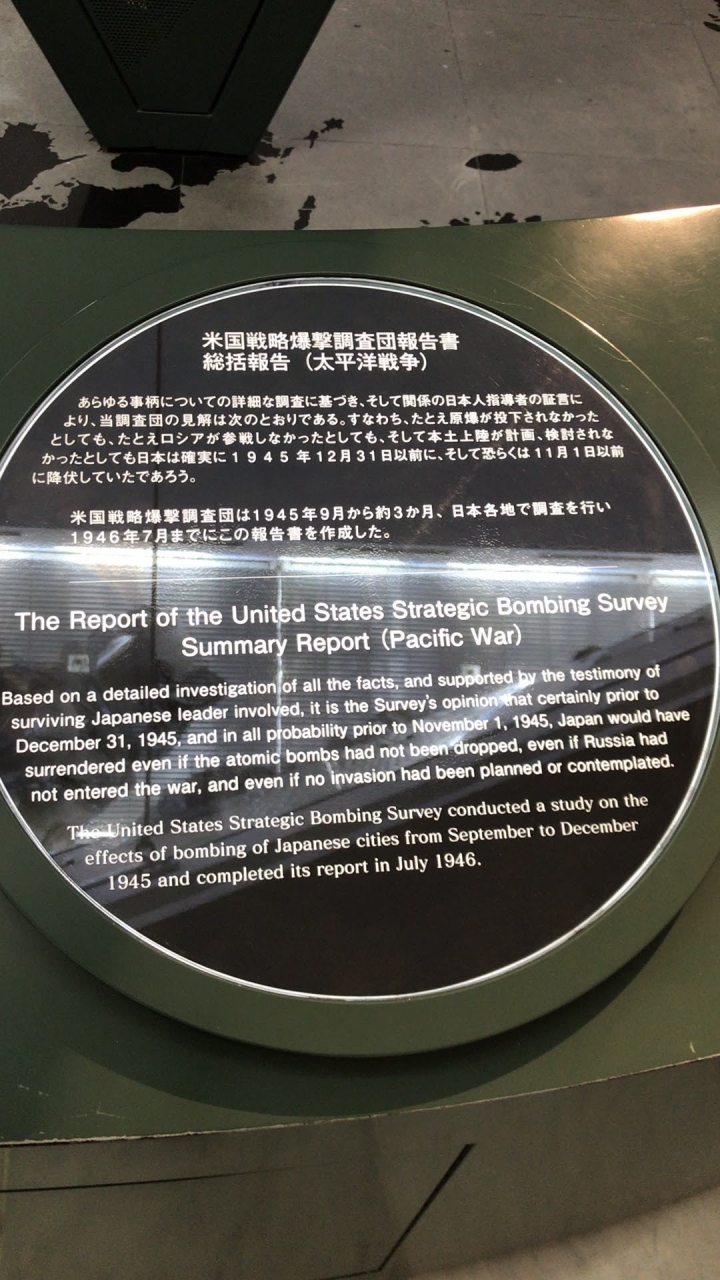 米国戦略爆撃調査団報告書
総括報告（太平洋戦争）
あらゆる事柄についての詳細な調査に基づき、そして関係の日本人指導者の証言に
より、当調査団の見解は次のとおりである。すなわち、たとえ原爆が投下されなかった
としても、たとえロシアが参戦しなかったとしても、そして本土上陸が計画、検討されな
かったとしても日本は確実に1945年12月31日以前に、そして恐らくは11月1日以前
に降伏していたであろう。
米国戦略爆撃調査団は1945年9月から約3か月、日本各地で調査を行い
1946年7月までにこの報告書を作成した。
The Report of the United States Strategic Bombing Survey
Summary Report (Pacific War)
Based on a detailed investigation of all the facts, and supported by the testimony of
surviving Japanese leader involved, it is the Survey's opinion that certainly prior to
December 31, 1945, and in all probability prior to November 1, 1945, Japan would have
surrendered even if the atomic bombs had not been dropped, even if Russia had
not entered the war, and even if no invasion had been planned or contemplated.
The United States Strategic Bombing Survey conducted a study on the
effects of bombing of Japanese cities from September to December
1945 and completed its report in July 1946.